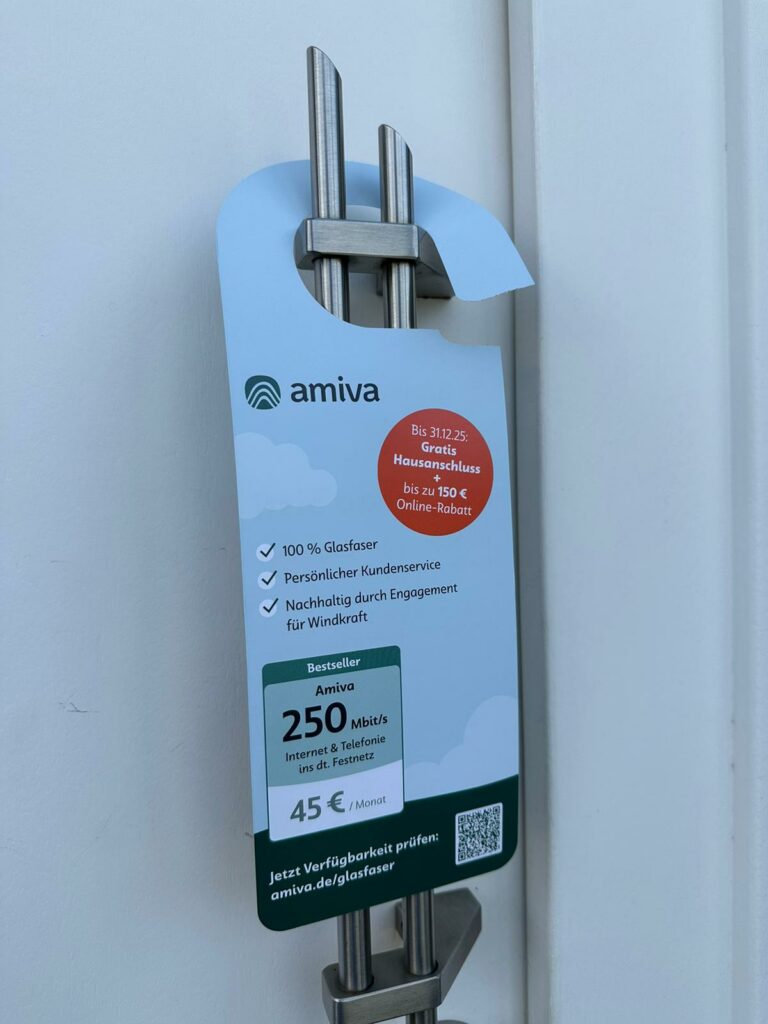 amiva
Bis 31.12.25:
Gratis
Hausanschluss
+
bis zu 150 €
Online-Rabatt
100 % Glasfaser
Persönlicher Kundenservice
Nachhaltig durch Engagement
für Windkraft
Bestseller
Amiva
250 Mbit/s
Internet & Telefonie
ins dt. Festnetz
45 € / Monat
Jetzt Verfügbarkeit prüfen:
amiva.de/glasfaser